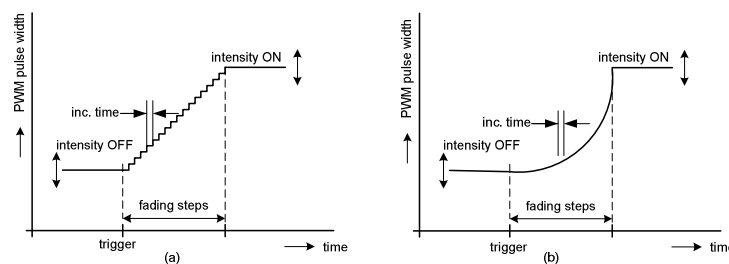 PWM pulse width
intensity ON
inc. time
intensity OFF
fading steps
trigger
time
(a)
PWM pulse width
intensity ON
inc. time
intensity OFF
fading steps
trigger
time
(b)